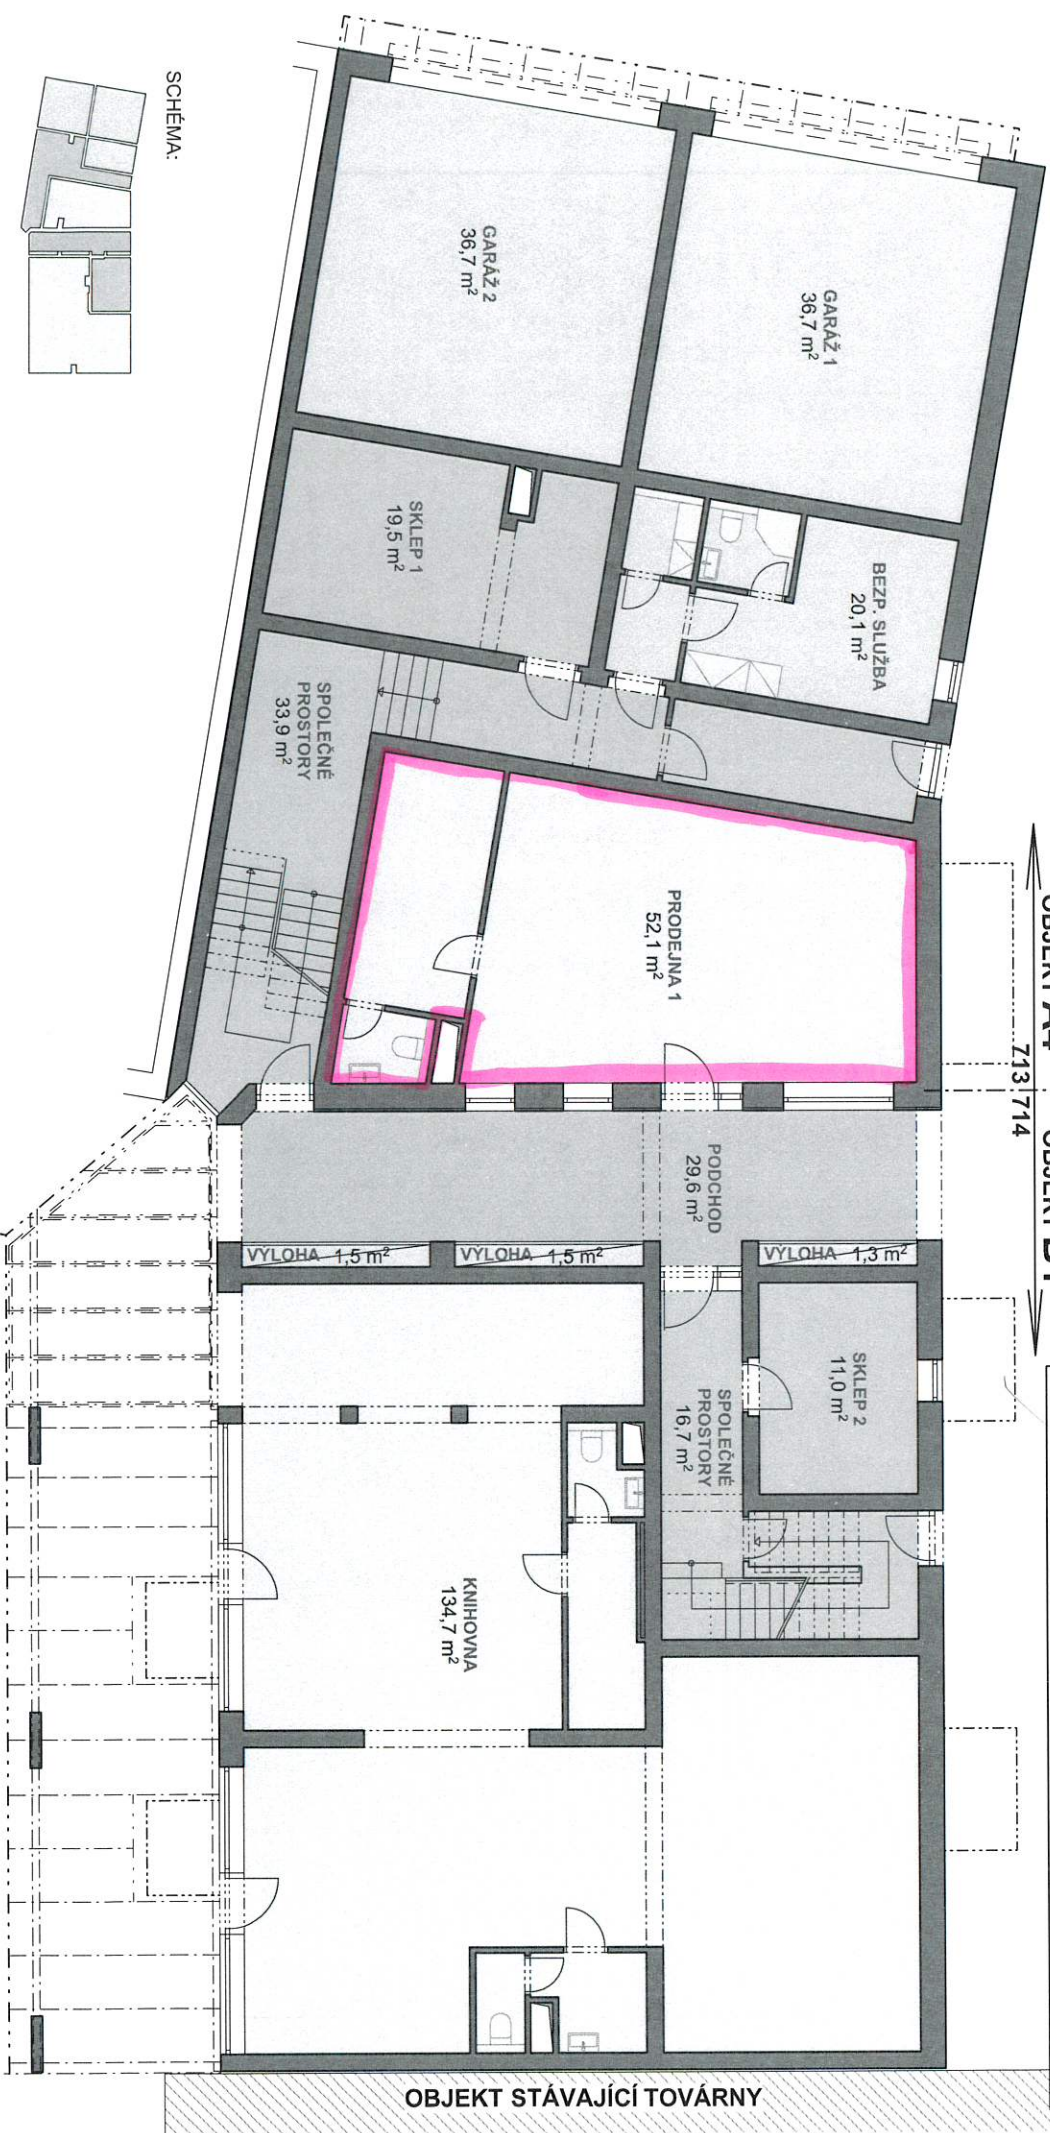 SCHÉMA:
GARÁŽ 1
36,7 m²
GARÁŽ 2
36,7 m²
BEZP. SLUŽBA
20,1 m²
SKLEP 1
19,5 m²
SPOLEČNÉ
PROSTORY
33,9 m²
PRODEJNA 1
52,1 m²
713 714
PODCHOD
29,6 m²
VÝLOHA 1,5 m²
VÝLOHA 1,5 m²
VÝLOHA 1,3 m²
SKLEP 2
11,0 m²
SPOLEČNÉ
PROSTORY
16,7 m²
KNIHOVNA
134,7 m²
OBJEKT STÁVAJÍCÍ TOVÁRNY